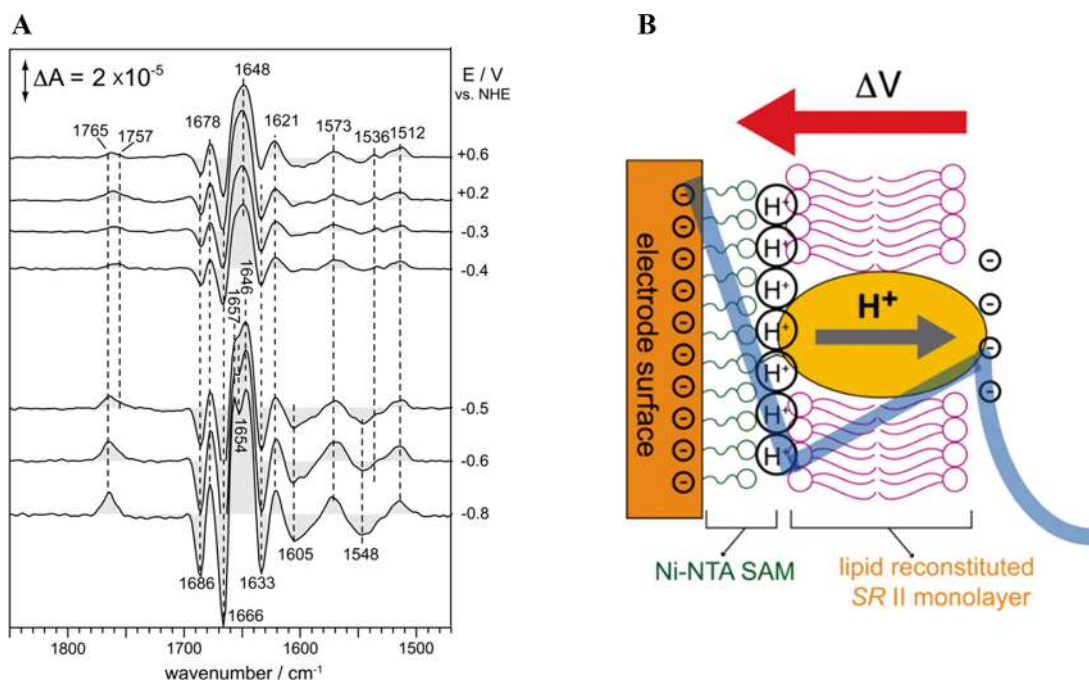 A
ΔA = 2 ×10⁻⁵
E / V
vs. NHE
1765
1757
1678
1648
1621
1573
1536
1512
+0.6
+0.2
-0.3
-0.4
1657
1646
1654
-0.5
-0.6
-0.8
1686
1666
1633
1605
1548
1800
1700
1600
1500
wavenumber / cm⁻¹
B
ΔV
electrode surface
H⁺
H⁺
H⁺
H⁺
H⁺
H⁺
H⁺
H⁺
Ni-NTA SAM
lipid reconstituted
SR II monolayer